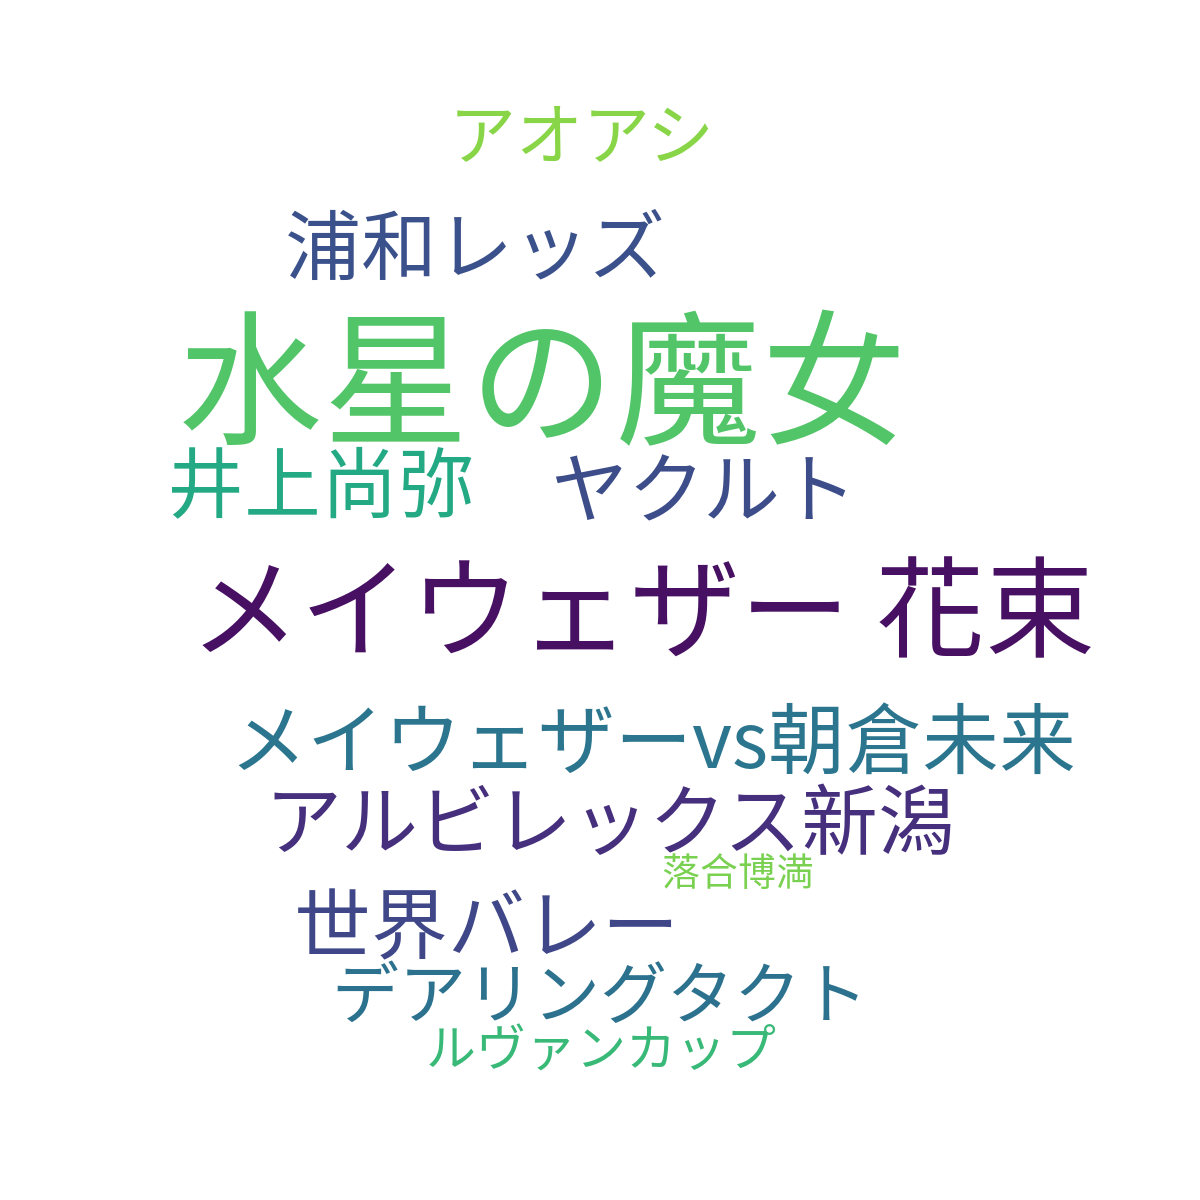 アオアシ
浦和レッズ
水星の魔女
井上尚弥
ヤクルト
メイウェザー 花束
メイウェザーvs朝倉未来
アルビレックス新潟
落合博満
世界バレー
デアリングタクト
ルヴァンカップ